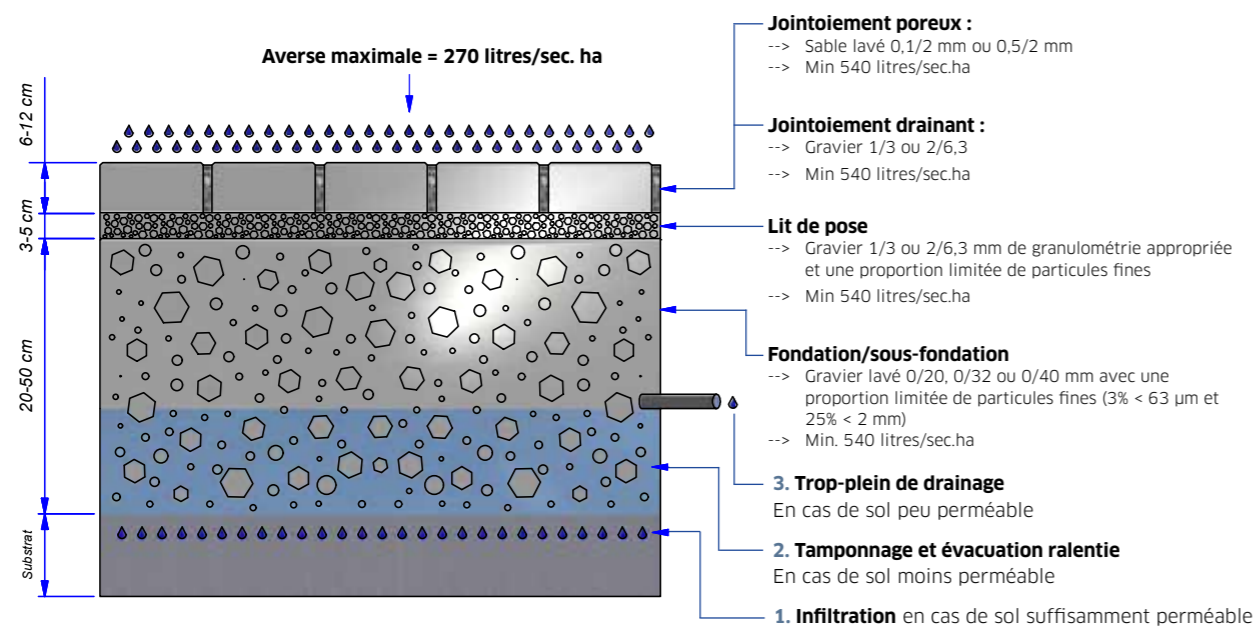 Averse maximale = 270 litres/sec. ha
6-12 cm
3-5 cm
20-50 cm
Substrat
Jointoiement poreux :
--> Sable lavé 0,1/2 mm ou 0,5/2 mm
--> Min 540 litres/sec.ha
Jointoiement drainant :
--> Gravier 1/3 ou 2/6,3
--> Min 540 litres/sec.ha
Lit de pose
--> Gravier 1/3 ou 2/6,3 mm de granulométrie appropriée
et une proportion limitée de particules fines
--> Min 540 litres/sec.ha
Fondation/sous-fondation
--> Gravier lavé 0/20, 0/32 ou 0/40 mm avec une
proportion limitée de particules fines (3% < 63 µm et
25% < 2 mm)
--> Min. 540 litres/sec.ha
3. Trop-plein de drainage
En cas de sol peu perméable
2. Tamponnage et évacuation ralentie
En cas de sol moins perméable
1. Infiltration en cas de sol suffisamment perméable